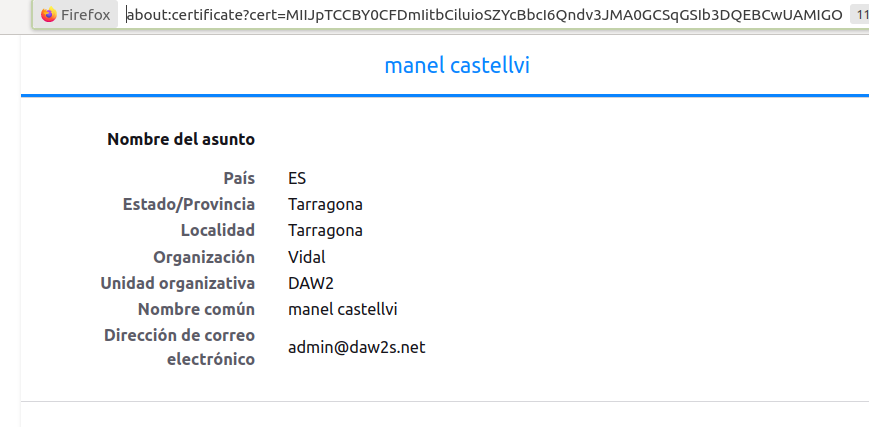 Firefox about:certificate?cert=MIIJpTCCBY0CFDmIitbCiluioSZYcBbcI6Qndv3JMA0GCSqGSIb3DQEBCwUAMIGO 11
manel castellvi
Nombre del asunto
País ES
Estado/Provincia Tarragona
Localidad Tarragona
Organización Vidal
Unidad organizativa DAW2
Nombre común manel castellvi
Dirección de correo
electrónico admin@daw2s.net